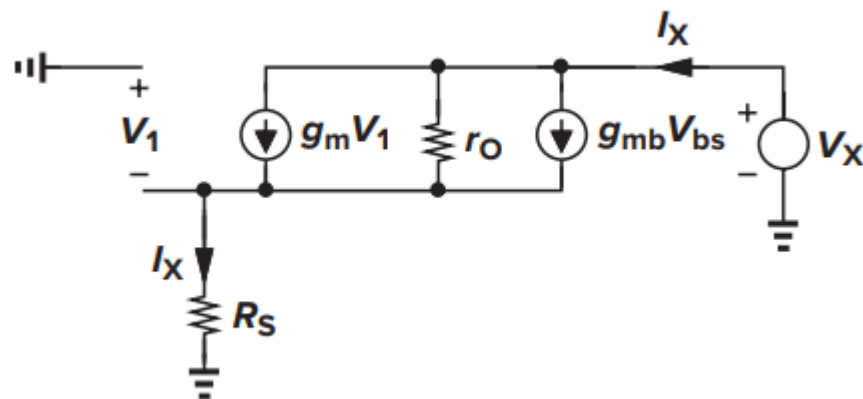 I_X
+
V_1
−
g_mV_1
r_O
g_mbV_bs
+
−
V_X
I_X
R_S